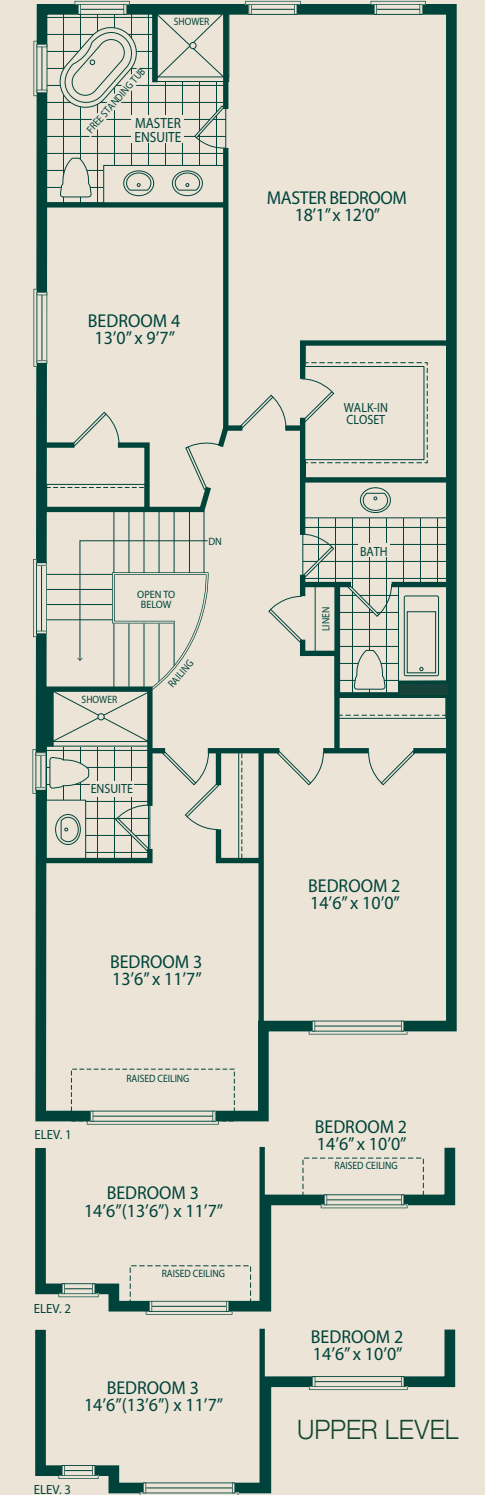 SHOWER
FREE STANDING TUB
MASTER
ENSUITE
MASTER BEDROOM
18'1" x 12'0"
BEDROOM 4
13'0" x 9'7"
WALK-IN
CLOSET
DN
BATH
OPEN TO
BELOW
LINEN
RAILING
SHOWER
ENSUITE
BEDROOM 2
14'6" x 10'0"
BEDROOM 3
13'6" x 11'7"
RAISED CEILING
ELEV. 1
BEDROOM 2
14'6" x 10'0"
RAISED CEILING
BEDROOM 3
14'6"(13'6") x 11'7"
RAISED CEILING
ELEV. 2
BEDROOM 2
14'6" x 10'0"
BEDROOM 3
14'6"(13'6") x 11'7"
UPPER LEVEL
ELEV. 3